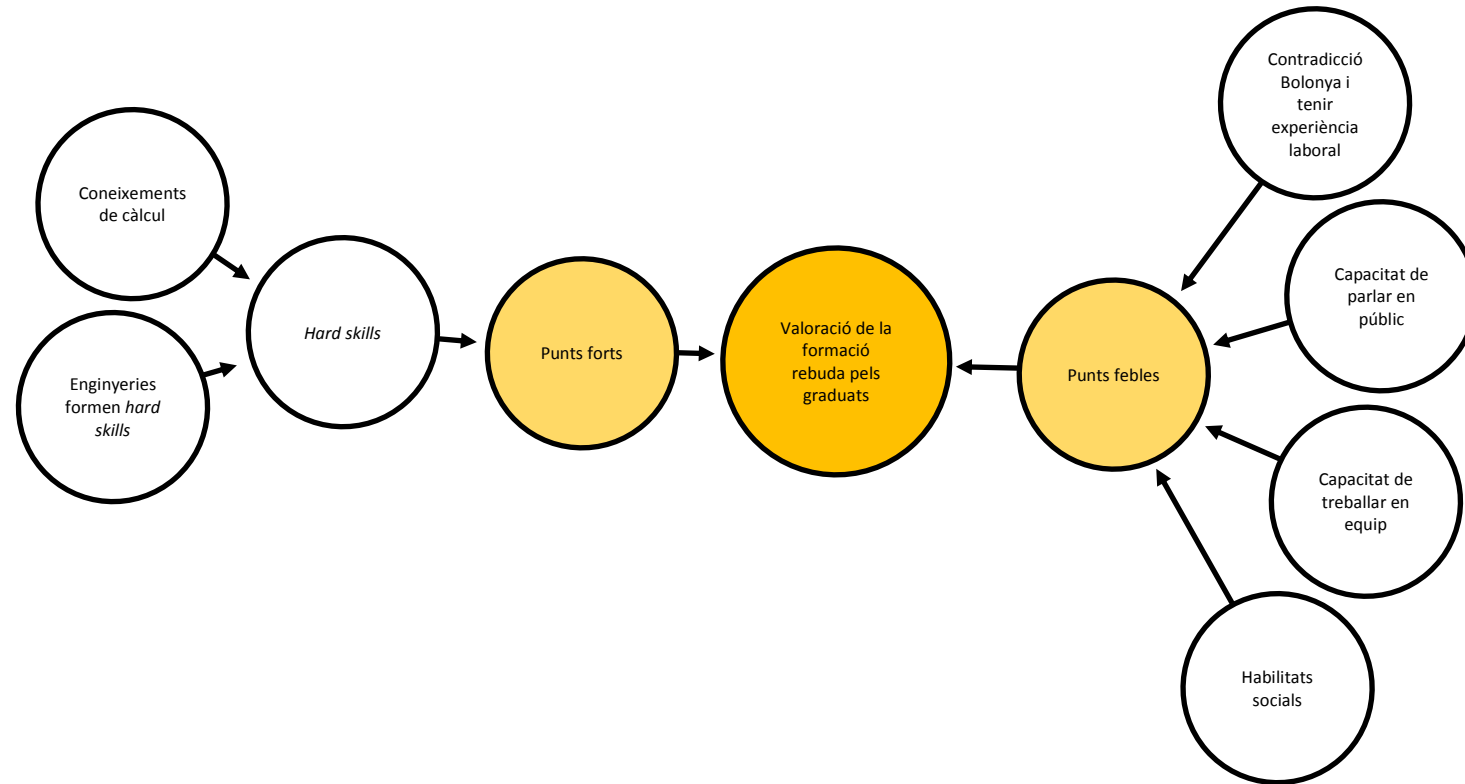 Contradicció
Bolonya i
tenir
experiència
laboral
Coneixements
de càlcul
Capacitat de
parlar en
públic
Hard skills
Punts forts
Valoració de la
formació
rebuda pels
graduats
Punts febles
Enginyeries
formen hard
skills
Capacitat de
treballar en
equip
Habilitats
socials